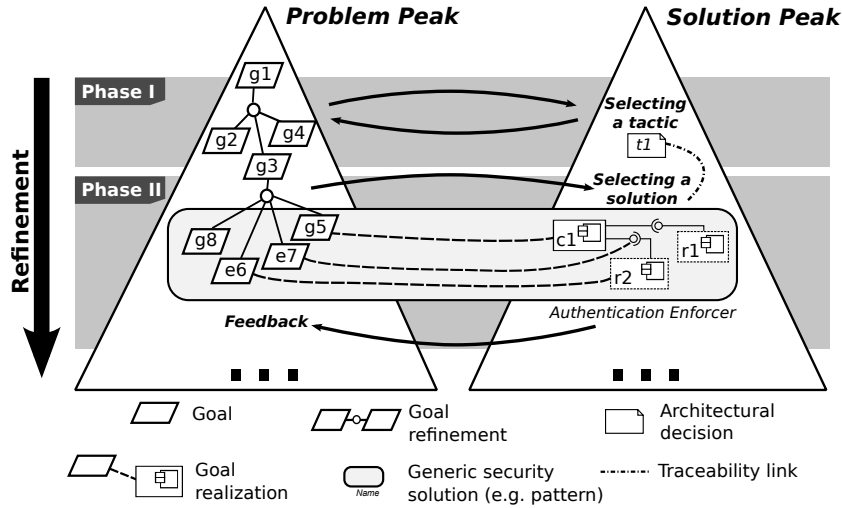 Problem Peak
Solution Peak
Refinement
Phase I
g1
g2
g4
g3
Selecting
a tactic
t1
Phase II
Selecting a
solution
g8
e6
e7
g5
c1
r1
r2
Authentication Enforcer
Feedback
Goal
Goal
refinement
Architectural
decision
Goal
realization
Name
Generic security
solution (e.g. pattern)
Traceability link